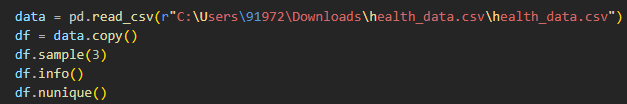 data = pd.read_csv(r"C:\Users\91972\Downloads\health_data.csv\health_data.csv")
df = data.copy()
df.sample(3)
df.info()
df.nunique()